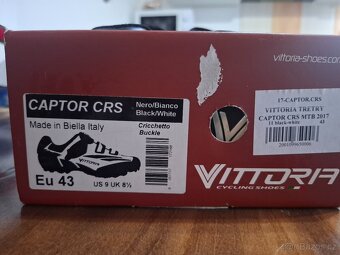 vittoria-shoes.com
CAPTOR CRS
Nero/Bianco
Black/White
Made in Biella Italy
Cricchetto
Buckle
Eu 43
US 9 UK 8½
17-CAPTOR.CRS
VITTORIA TRETRY
CAPTOR CRS MTB 2017
11 black-white 43
2001099650006
VITTORIA
CYCLING SHOES